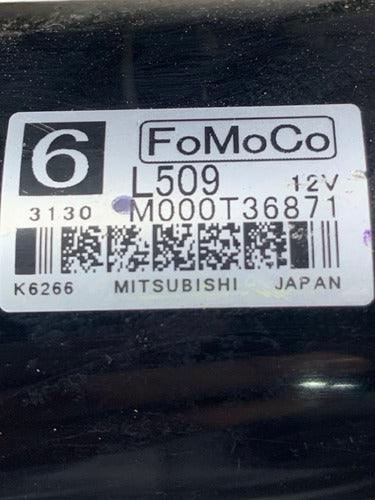 6 FoMoCo
L509 12V
3130 M000T36871
K6266 MITSUBISHI JAPAN